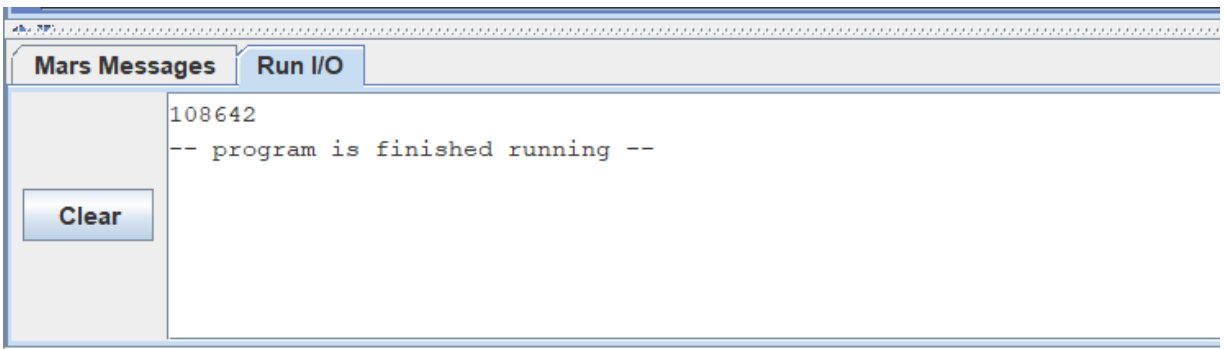 Mars Messages Run I/O
108642
-- program is finished running --
Clear